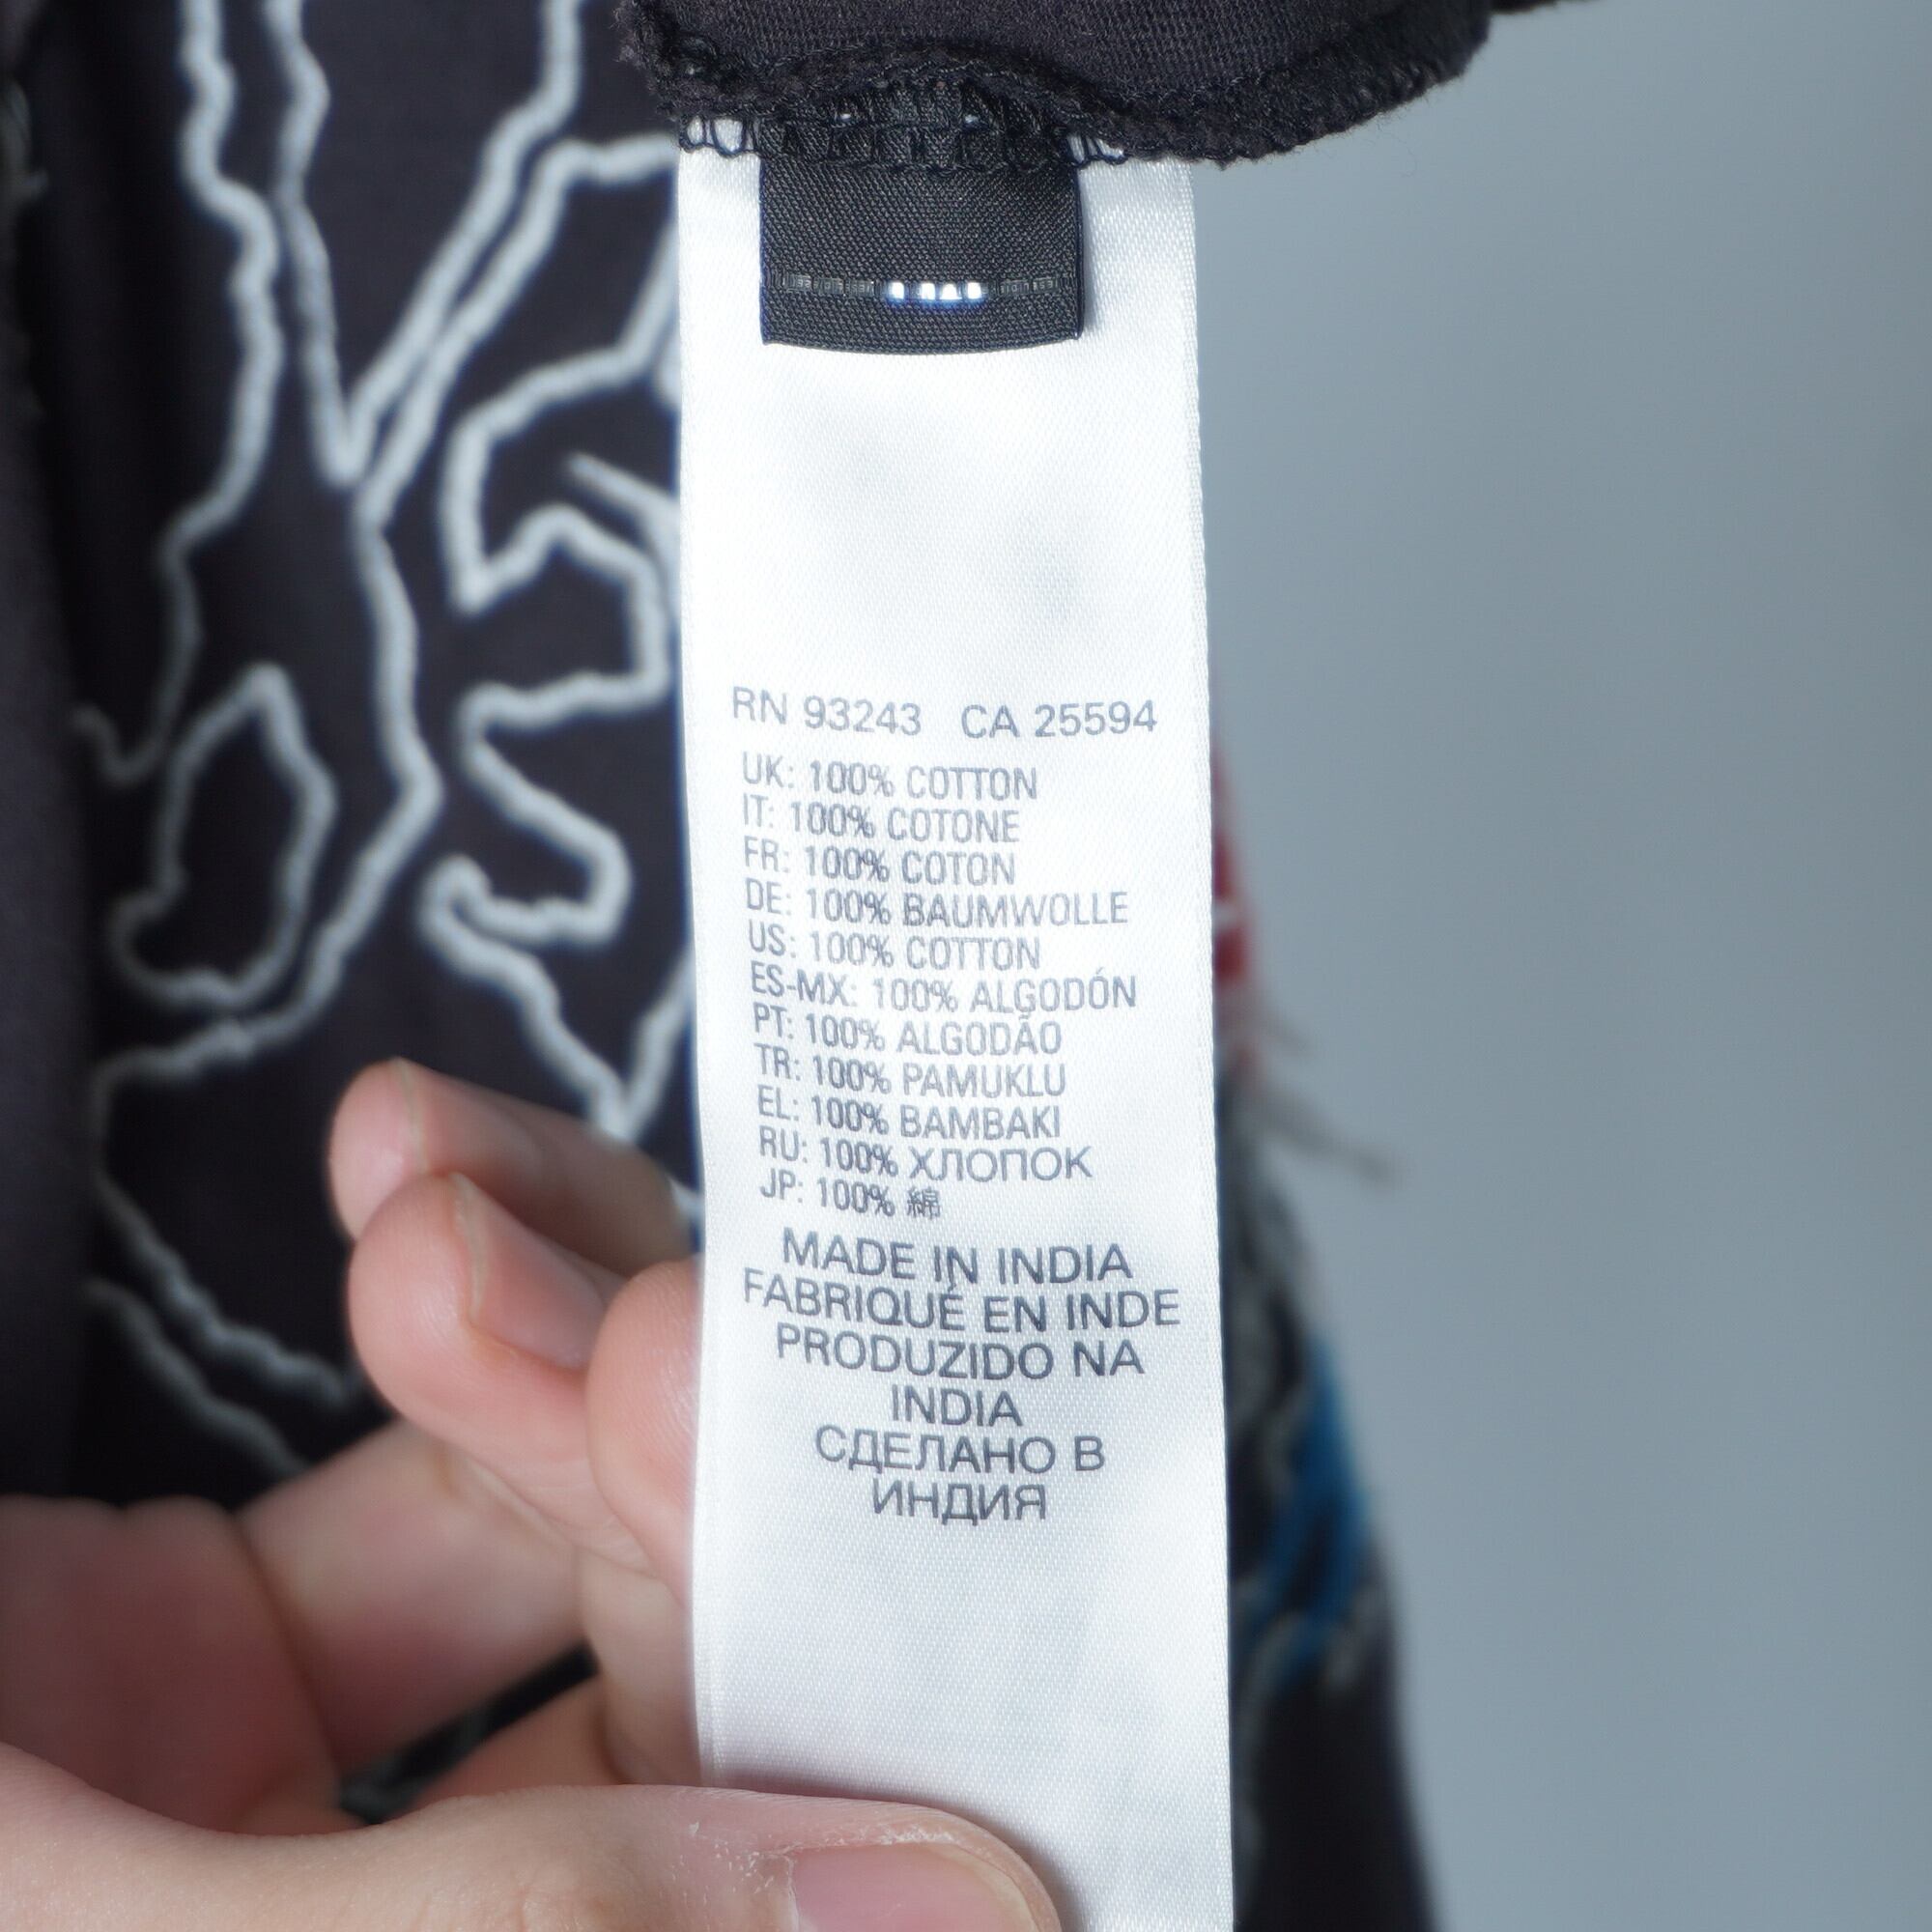 RN 93243 CA 25594
UK: 100% COTTON
IT: 100% COTONE
FR: 100% COTON
DE: 100% BAUMWOLLE
US: 100% COTTON
ES-MX: 100% ALGODÓN
PT: 100% ALGODÃO
TR: 100% PAMUKLU
EL: 100% BAMBAKI
RU: 100% ХЛОПОК
JP: 100% 綿
MADE IN INDIA
FABRIQUÉ EN INDE
PRODUZIDO NA
INDIA
СДЕЛАНО В
ИНДИЯ